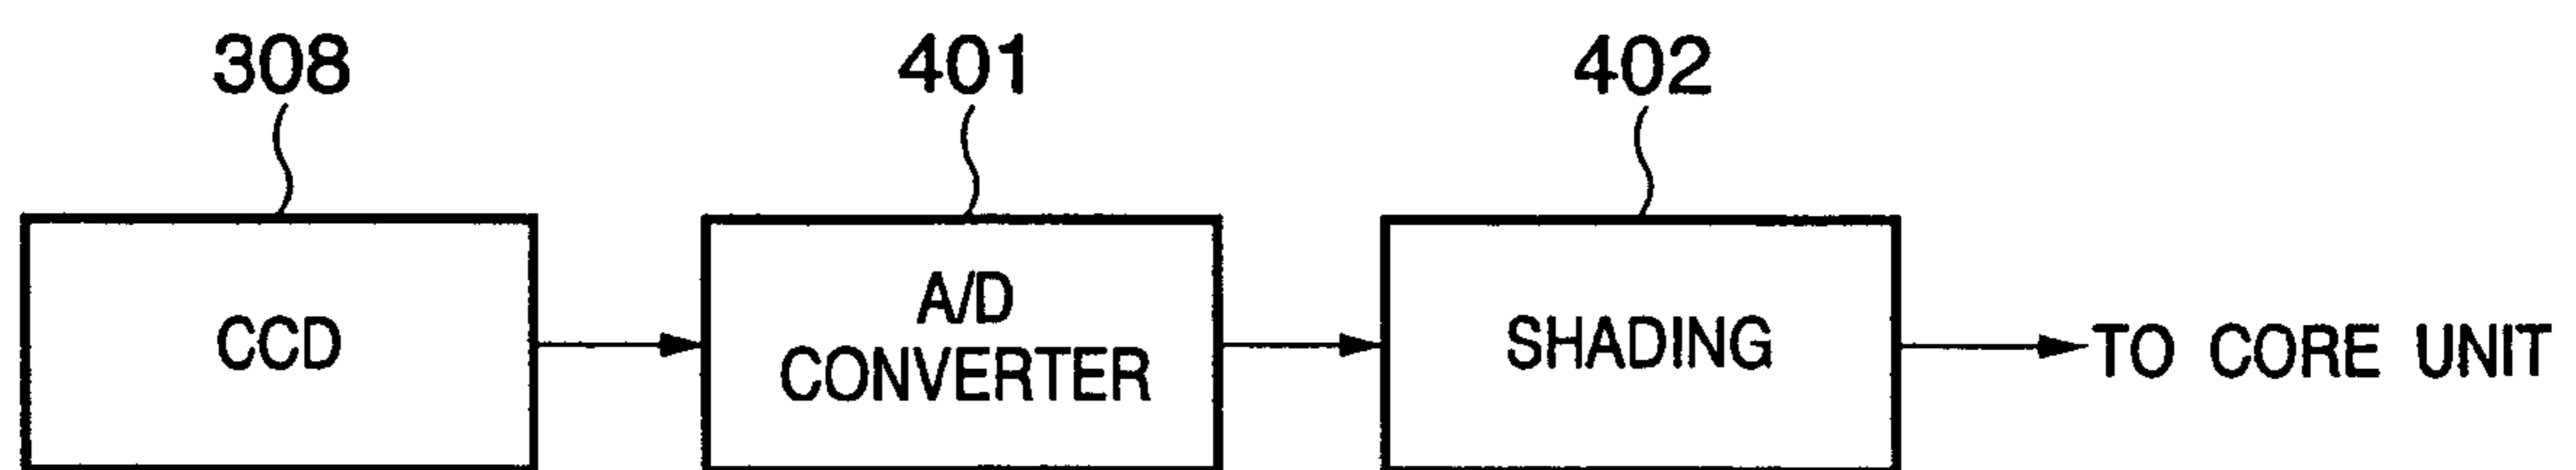 308
401
402
CCD
A/D
CONVERTER
SHADING
TO CORE UNIT